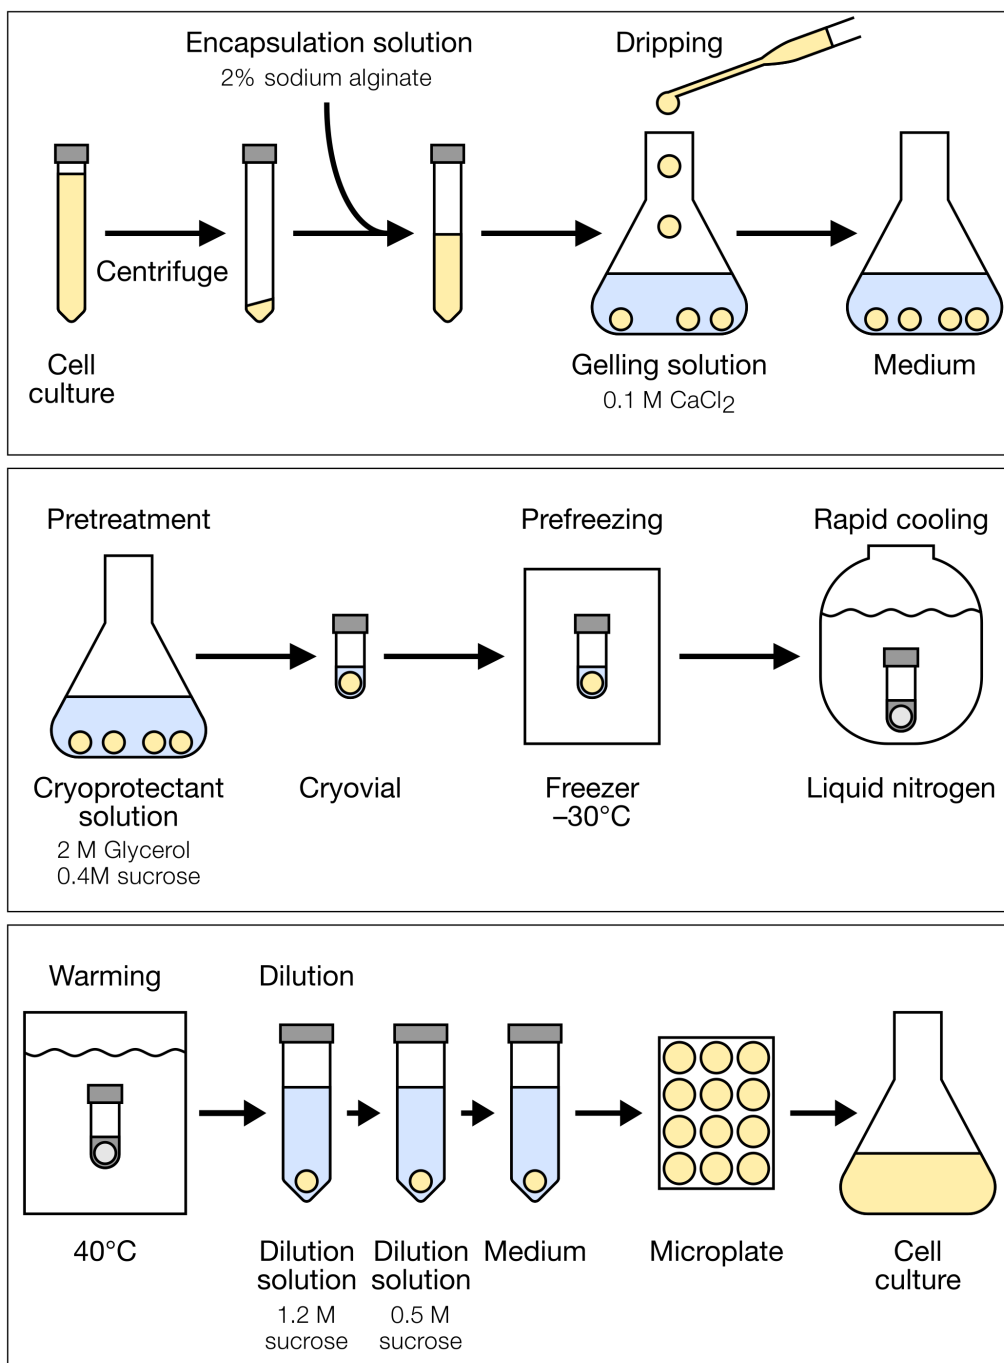 Encapsulation solution
2% sodium alginate
Dripping
Centrifuge
Cell
culture
Gelling solution
0.1 M CaCl2
Medium
Pretreatment
Prefreezing
Rapid cooling
Cryoprotectant
solution
2 M Glycerol
0.4M sucrose
Cryovial
Freezer
–30°C
Liquid nitrogen
Warming
Dilution
40°C
Dilution
solution
1.2 M
sucrose
Dilution
solution
0.5 M
sucrose
Medium
Microplate
Cell
culture